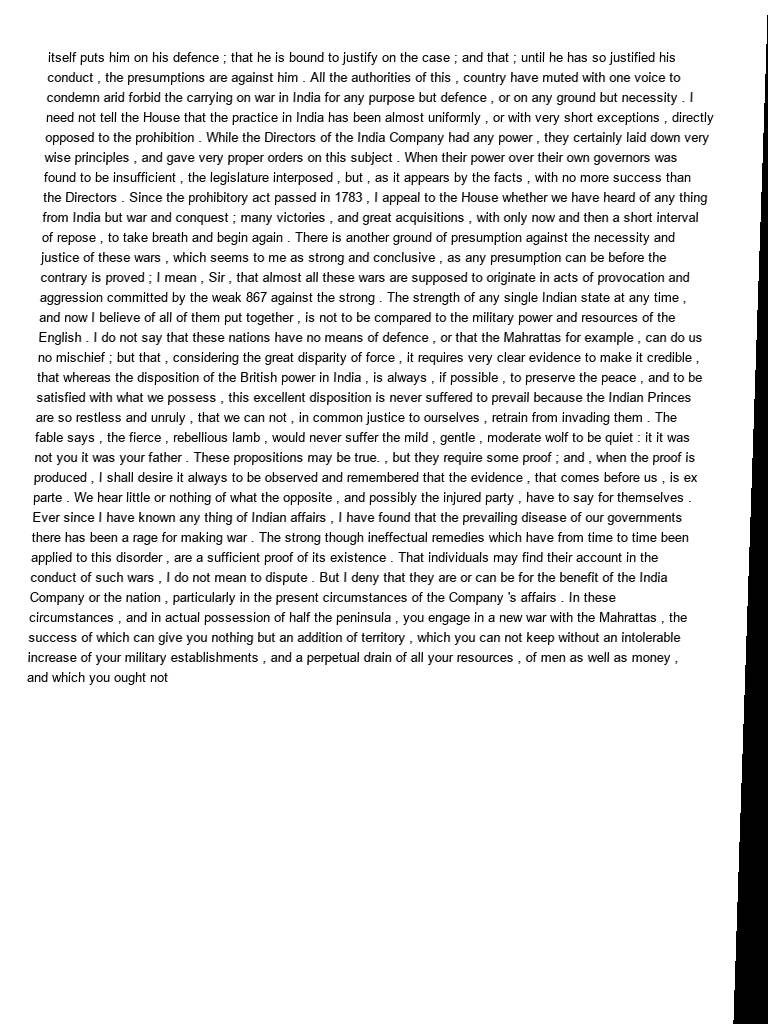 itself puts him on his defence ; that he is bound to justify on the case ; and that ; until he has so justified his
conduct , the presumptions are against him . All the authorities of this , country have muted with one voice to
condemn arid forbid the carrying on war in India for any purpose but defence , or on any ground but necessity . I
need not tell the House that the practice in India has been almost uniformly , or with very short exceptions , directly
opposed to the prohibition . While the Directors of the India Company had any power , they certainly laid down very
wise principles , and gave very proper orders on this subject . When their power over their own governors was
found to be insufficient , the legislature interposed , but , as it appears by the facts , with no more success than
the Directors . Since the prohibitory act passed in 1783 , I appeal to the House whether we have heard of any thing
from India but war and conquest ; many victories , and great acquisitions , with only now and then a short interval
of repose , to take breath and begin again . There is another ground of presumption against the necessity and
justice of these wars , which seems to me as strong and conclusive , as any presumption can be before the
contrary is proved ; I mean , Sir , that almost all these wars are supposed to originate in acts of provocation and
aggression committed by the weak 867 against the strong . The strength of any single Indian state at any time ,
and now I believe of all of them put together , is not to be compared to the military power and resources of the
English . I do not say that these nations have no means of defence , or that the Mahrattas for example , can do us
no mischief ; but that , considering the great disparity of force , it requires very clear evidence to make it credible ,
that whereas the disposition of the British power in India , is always , if possible , to preserve the peace , and to be
satisfied with what we possess , this excellent disposition is never suffered to prevail because the Indian Princes
are so restless and unruly , that we can not , in common justice to ourselves , retrain from invading them . The
fable says , the fierce , rebellious lamb , would never suffer the mild , gentle , moderate wolf to be quiet : it it was
not you it was your father . These propositions may be true. , but they require some proof ; and , when the proof is
produced , I shall desire it always to be observed and remembered that the evidence , that comes before us , is ex
parte . We hear little or nothing of what the opposite , and possibly the injured party , have to say for themselves .
Ever since I have known any thing of Indian affairs , I have found that the prevailing disease of our governments
there has been a rage for making war . The strong though ineffectual remedies which have from time to time been
applied to this disorder , are a sufficient proof of its existence . That individuals may find their account in the
conduct of such wars , I do not mean to dispute . But I deny that they are or can be for the benefit of the India
Company or the nation , particularly in the present circumstances of the Company 's affairs . In these
circumstances , and in actual possession of half the peninsula , you engage in a new war with the Mahrattas , the
success of which can give you nothing but an addition of territory , which you can not keep without an intolerable
increase of your military establishments , and a perpetual drain of all your resources , of men as well as money ,
and which you ought not